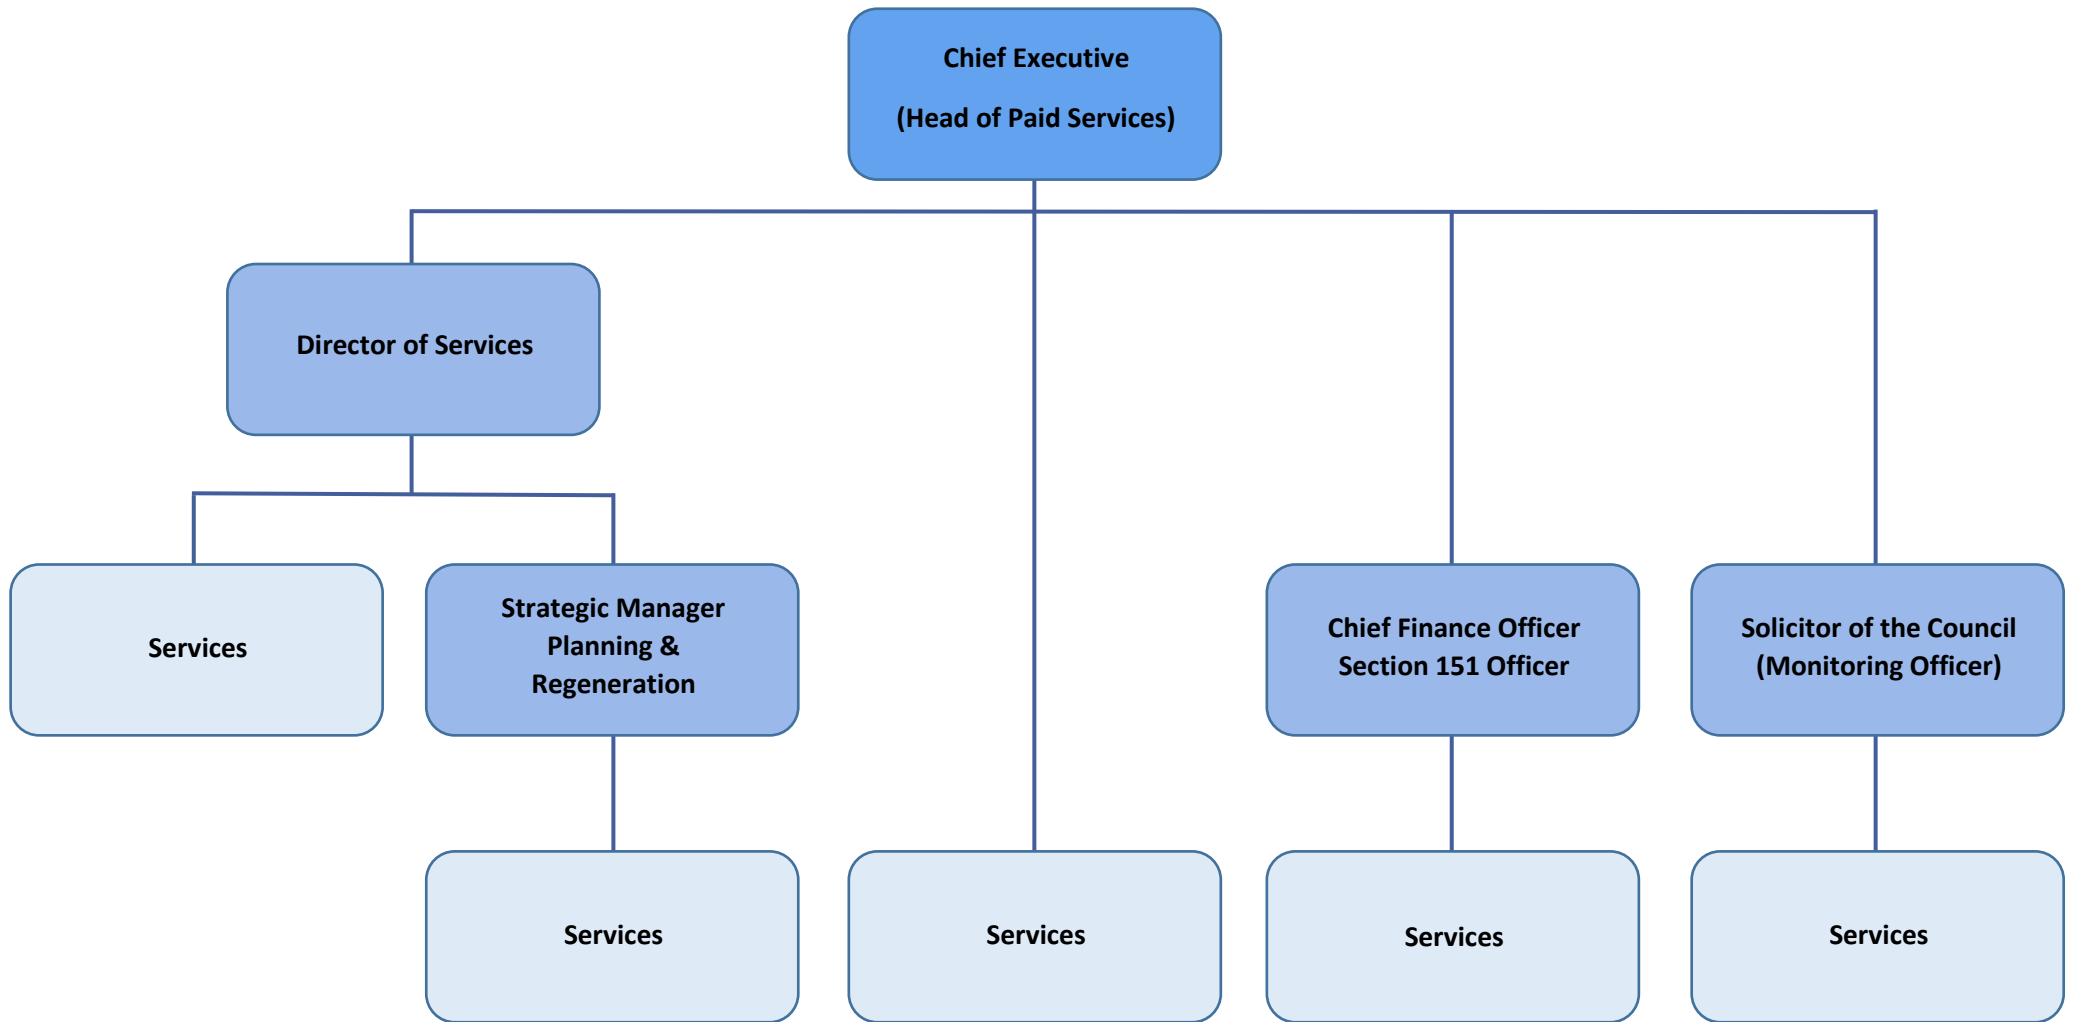 Chief Executive
(Head of Paid Services)
Director of Services
Services
Strategic Manager
Planning &
Regeneration
Chief Finance Officer
Section 151 Officer
Solicitor of the Council
(Monitoring Officer)
Services
Services
Services
Services